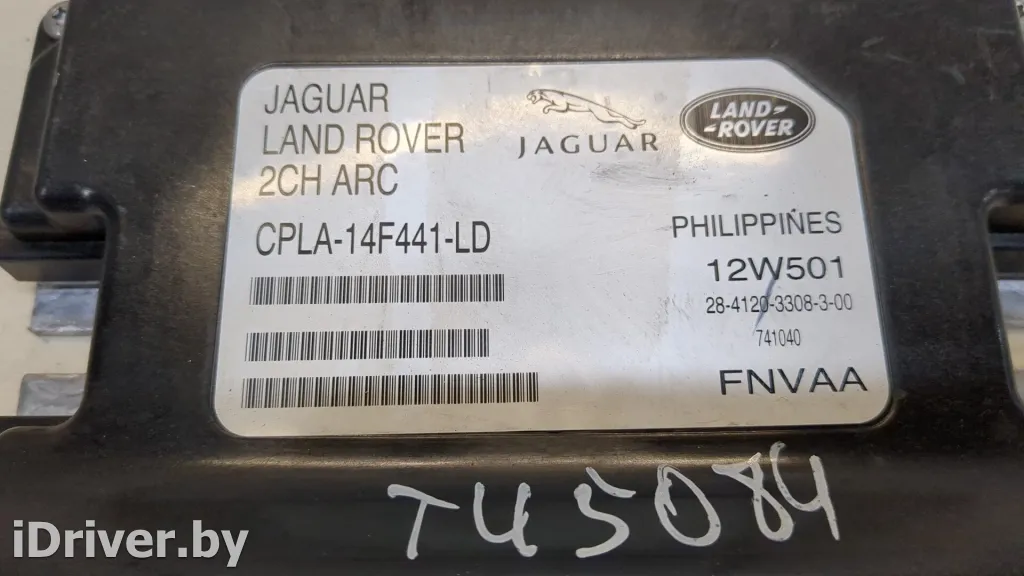 JAGUAR
LAND ROVER
2CH ARC
CPLA-14F441-LD
JAGUAR
LAND-
-ROVER
PHILIPPINES
12W501
28-4120-3308-3-00
741040
FNVAA
T45084
iDriver.by